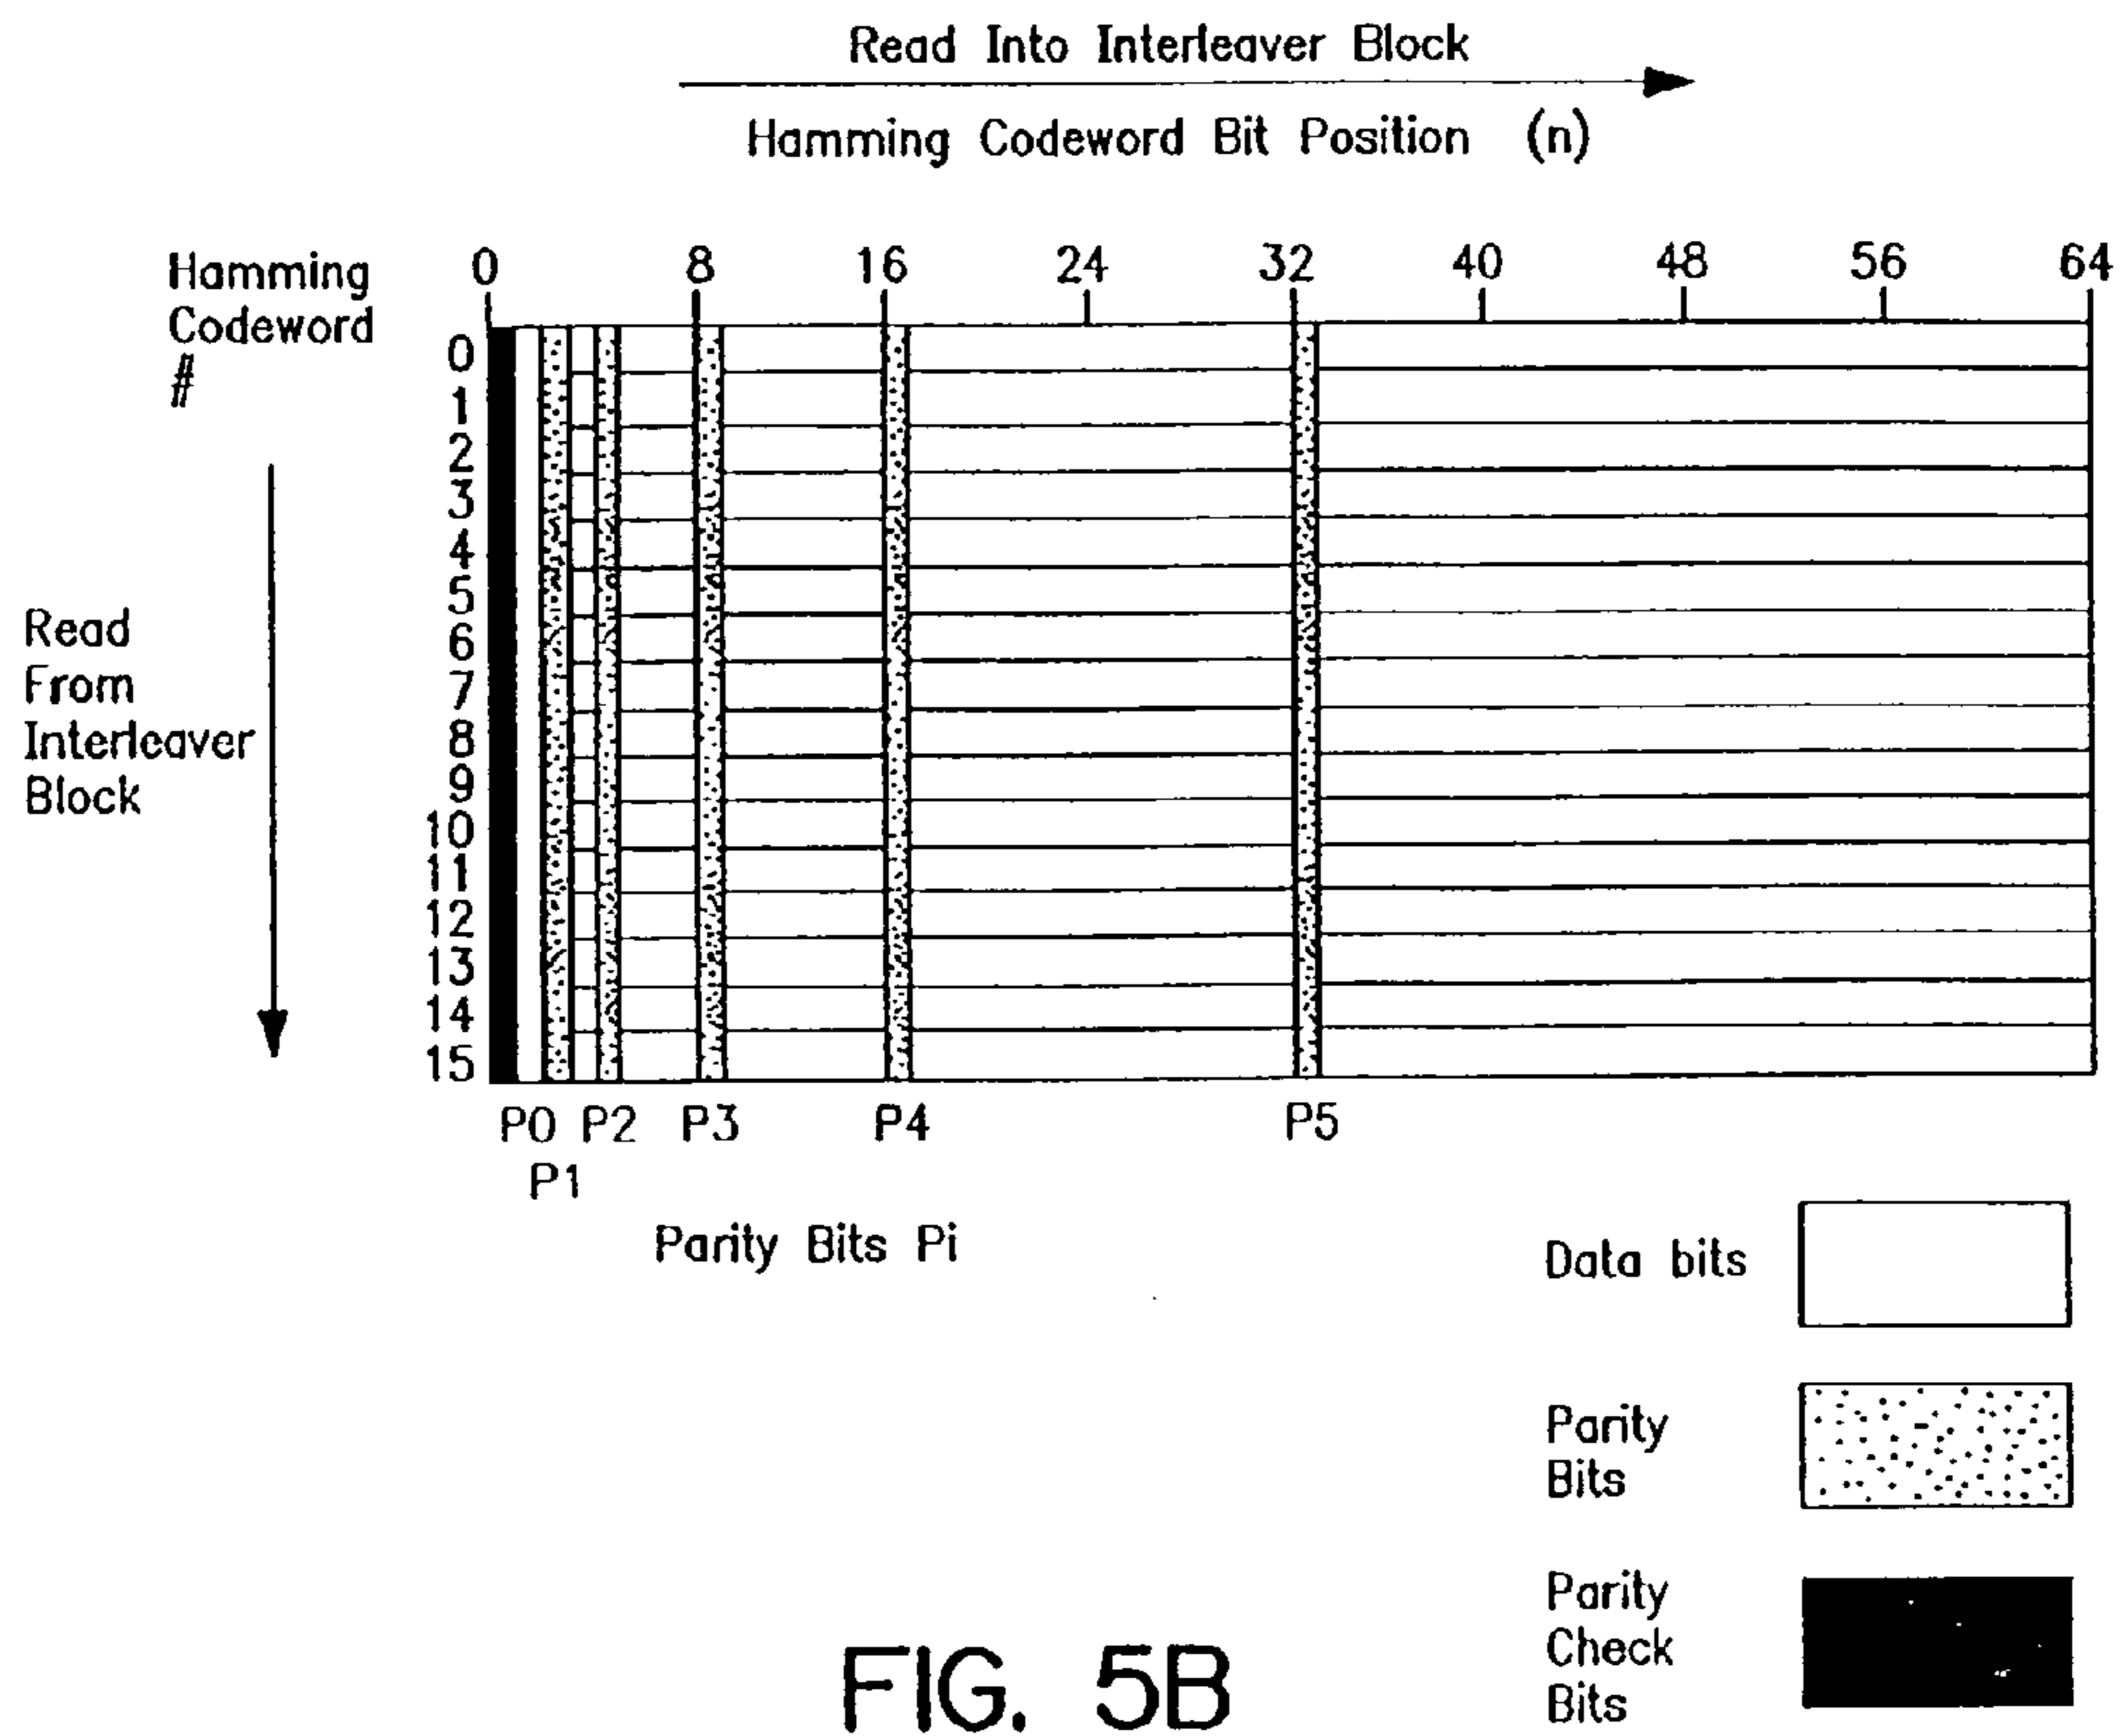 Read Into Interleaver Block
Hamming Codeword Bit Position (n)
Hamming
Codeword
#
0 8 16 24 32 40 48 56 64
0
1
2
3
4
5
6
7
8
9
10
11
12
13
14
15
Read
From
Interleaver
Block
P0 P2 P3 P4 P5
P1
Parity Bits Pi
Data bits
Parity
Bits
Parity
Check
Bits
FIG. 5B